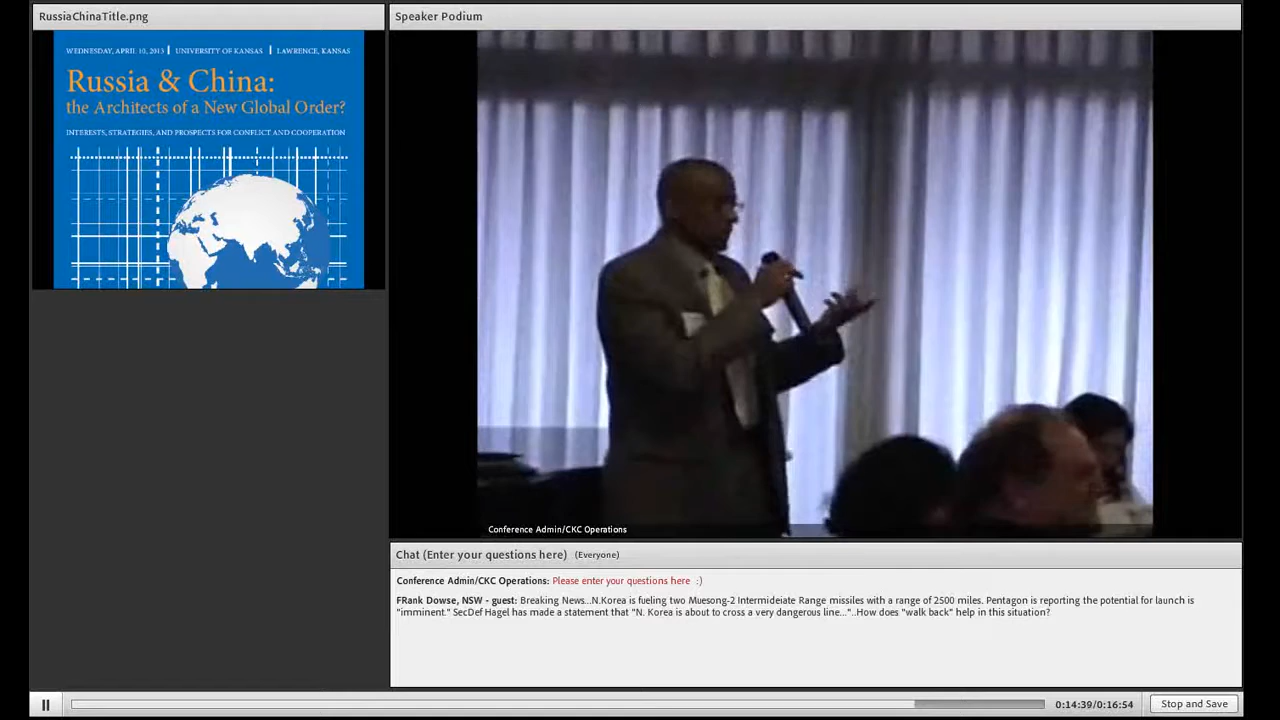 RussiaChinaTitle.png
WEDNESDAY, APRIL 10, 2013 | UNIVERSITY OF KANSAS | LAWRENCE, KANSAS
Russia & China:
the Architects of a New Global Order?
INTERESTS, STRATEGIES, AND PROSPECTS FOR CONFLICT AND COOPERATION
Speaker Podium
Conference Admin/CKC Operations
Chat (Enter your questions here) (Everyone)
Conference Admin/CKC Operations: Please enter your questions here :)
FRank Dowse, NSW - guest: Breaking News...N.Korea is fueling two Muesong-2 Intermideiate Range missiles with a range of 2500 miles. Pentagon is reporting the potential for launch is
"imminent." SecDef Hagel has made a statement that "N. Korea is about to cross a very dangerous line..."..How does "walk back" help in this situation?
0:14:39/0:16:54
Stop and Save